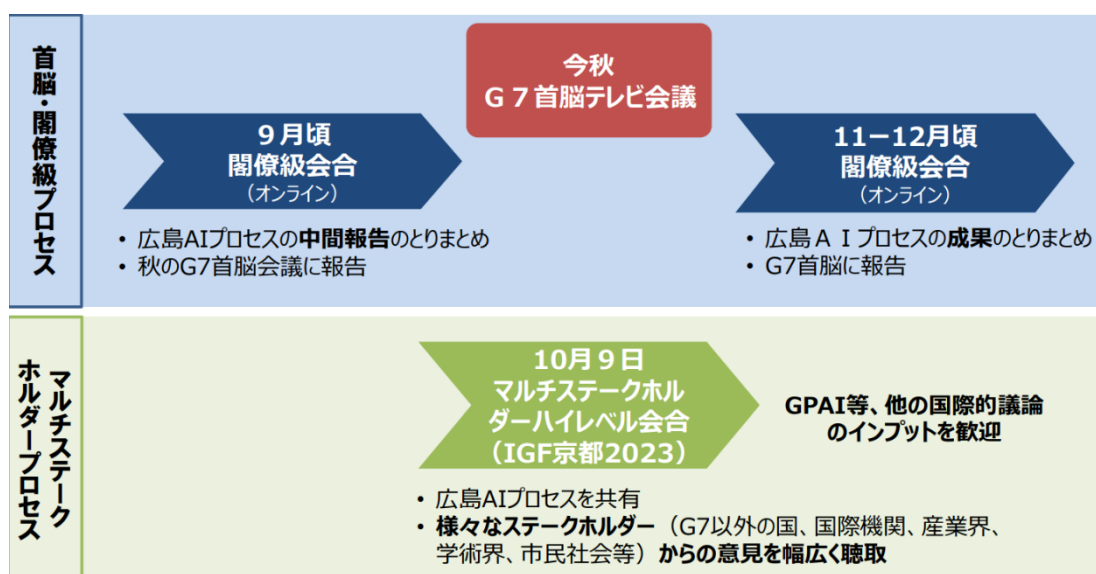 首脳・閣僚級プロセス
今秋
G7首脳テレビ会議
９月頃
閣僚級会合
（オンライン）
• 広島AIプロセスの中間報告のとりまとめ
• 秋のG7首脳会議に報告
11－12月頃
閣僚級会合
（オンライン）
• 広島ＡＩプロセスの成果のとりまとめ
• G7首脳に報告
マルチステーク
ホルダープロセス
10月９日
マルチステークホル
ダーハイレベル会合
（IGF京都2023）
• 広島AIプロセスを共有
• 様々なステークホルダー（G7以外の国、国際機関、産業界、
学術界、市民社会等）からの意見を幅広く聴取
GPAI等、他の国際的議論
のインプットを歓迎